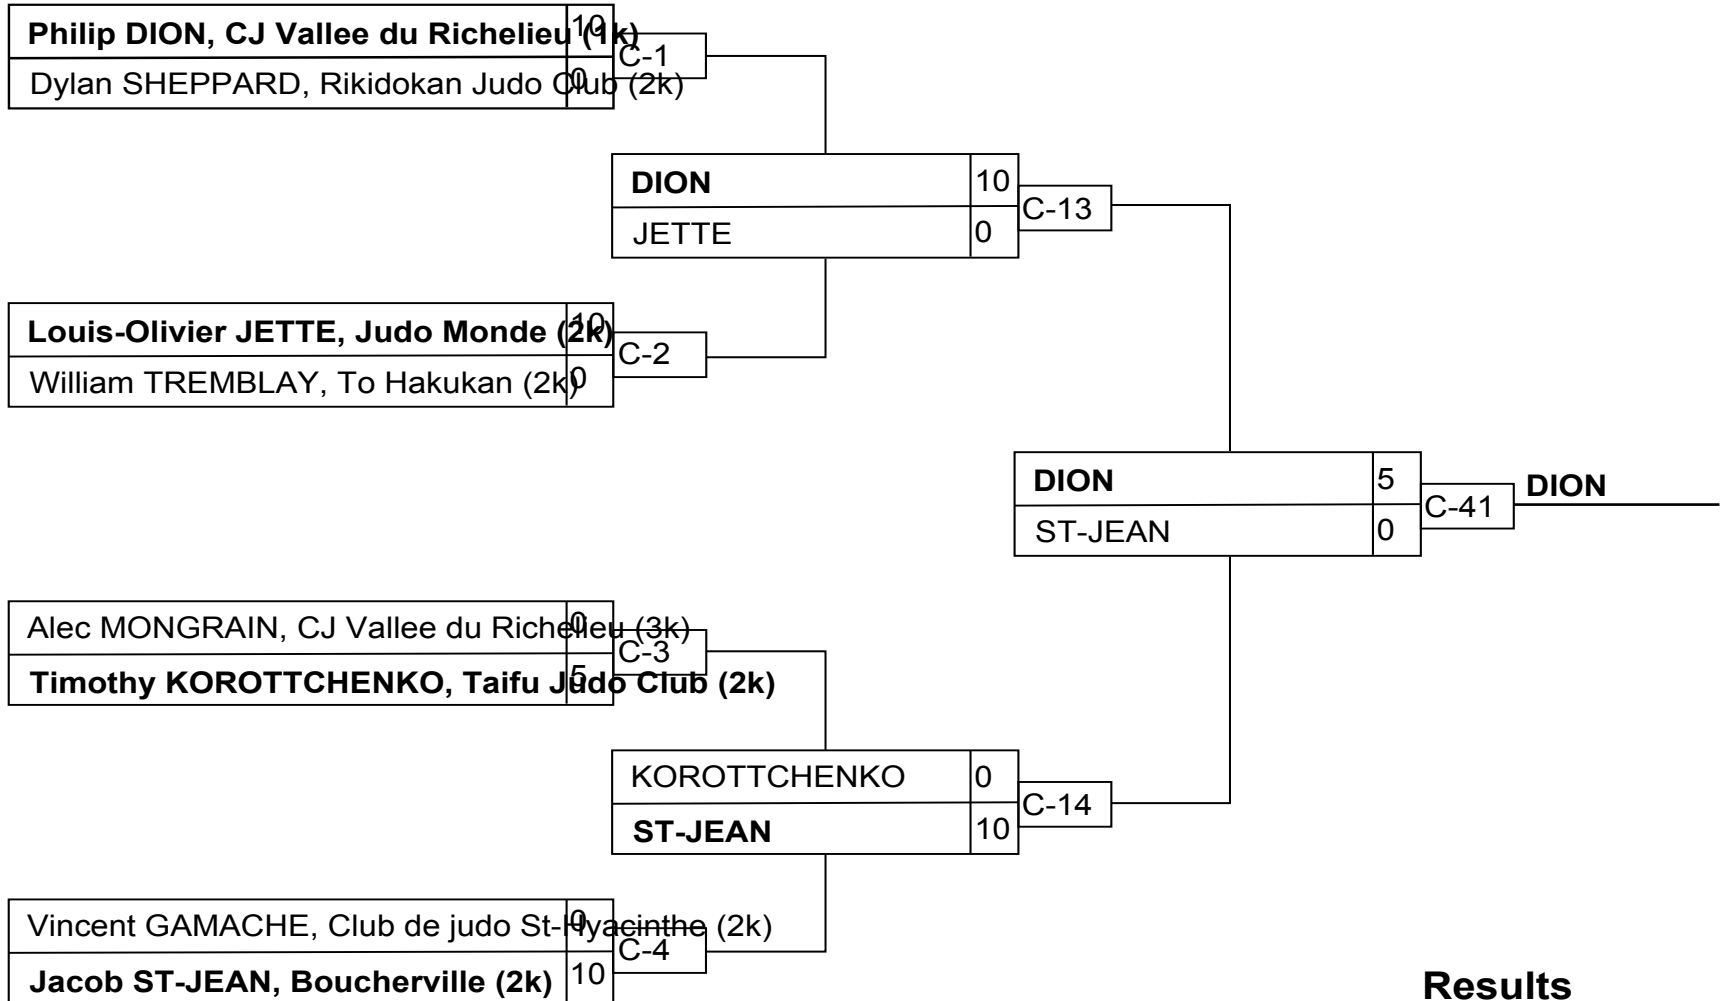 Philip DION, CJ Vallee du Richelieu (1k) 10
C-1
Dylan SHEPPARD, Rikidokan Judo Club (2k) 0
DION 10
C-13
JETTE 0
Louis-Olivier JETTE, Judo Monde (2k) 10
C-2
William TREMBLAY, To Hakukan (2k) 0
DION 5
C-41 DION
ST-JEAN 0
Alec MONGRAIN, CJ Vallee du Richelieu (3k) 0
C-3
Timothy KOROTTCHENKO, Taifu Judo Club (2k) 5
KOROTTCHENKO 0
C-14
ST-JEAN 10
Vincent GAMACHE, Club de judo St-Hyacinthe (2k) 0
C-4
Jacob ST-JEAN, Boucherville (2k) 10
Results